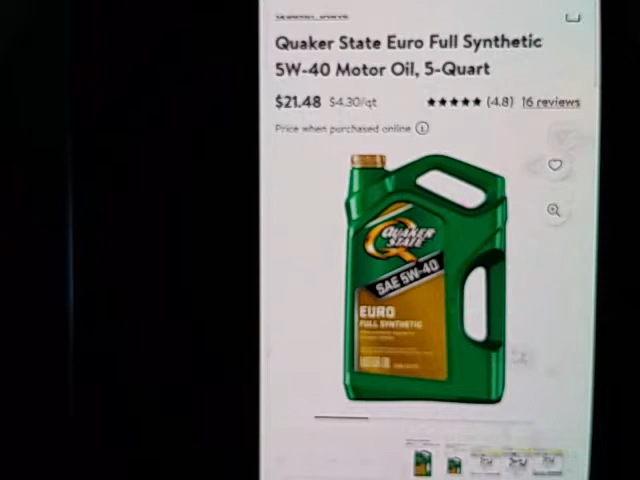 Quaker State Euro Full Synthetic
5W-40 Motor Oil, 5-Quart
$21.48 $4.30/qt (4.8) 16 reviews
Price when purchased online
QUAKER
STATE
SAE 5W-40
EURO
FULL SYNTHETIC